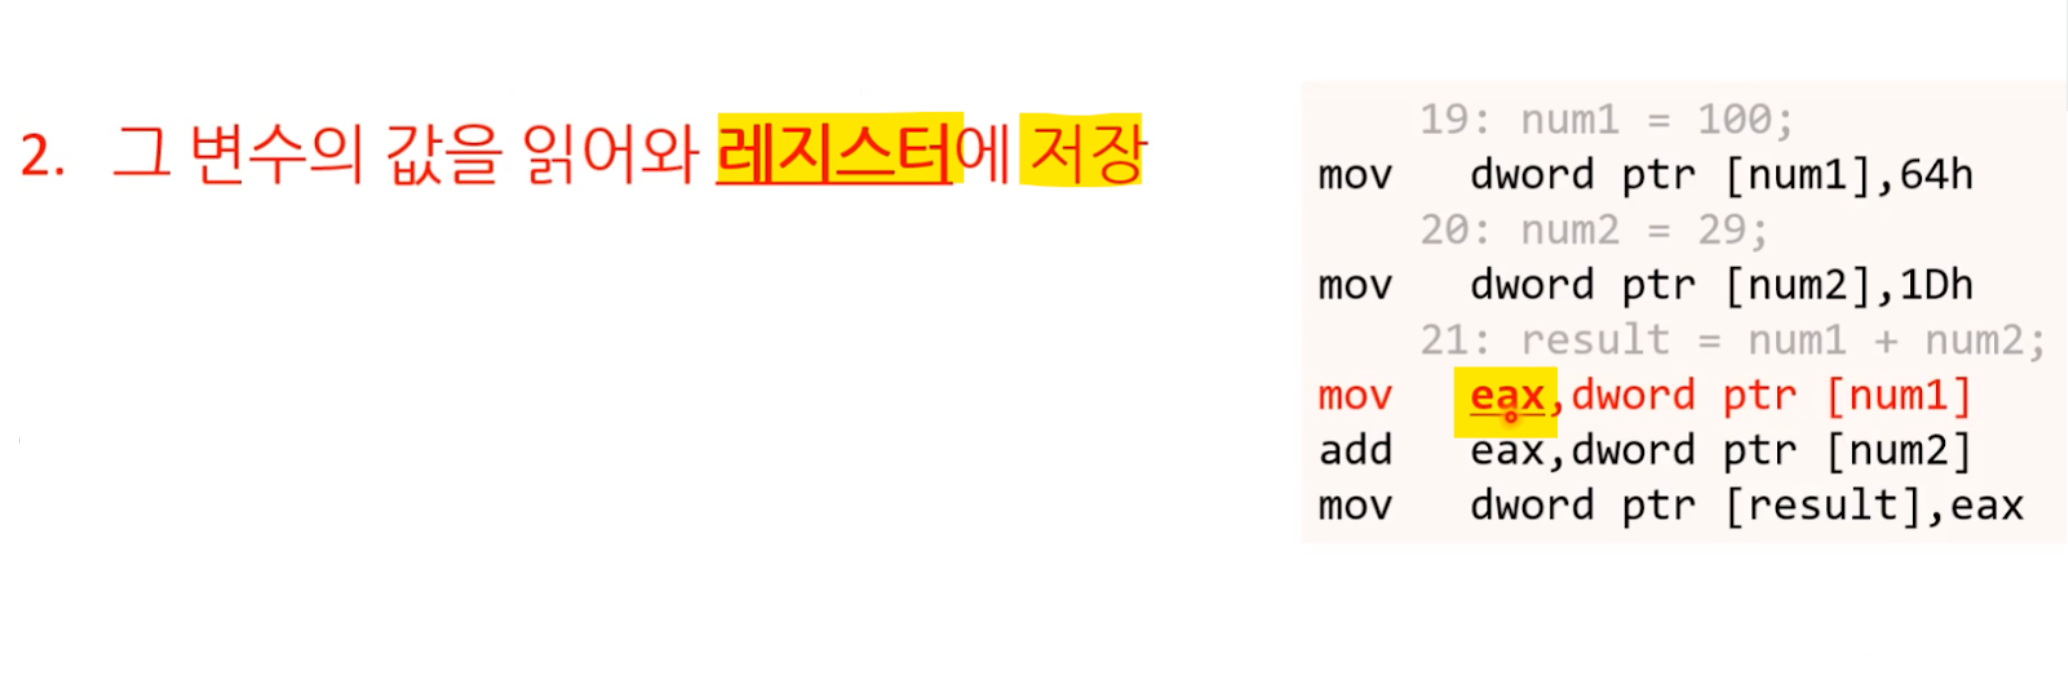 2. 그 변수의 값을 읽어와 레지스터에 저장
19: num1 = 100;
mov dword ptr [num1],64h
20: num2 = 29;
mov dword ptr [num2],1Dh
21: result = num1 + num2;
mov eax,dword ptr [num1]
add eax,dword ptr [num2]
mov dword ptr [result],eax